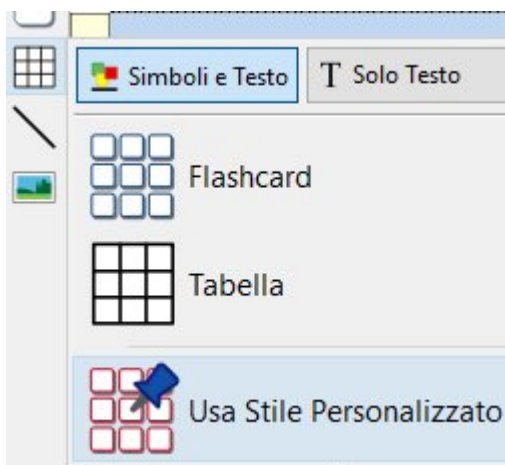 Simboli e Testo
T Solo Testo
Flashcard
Tabella
Usa Stile Personalizzato